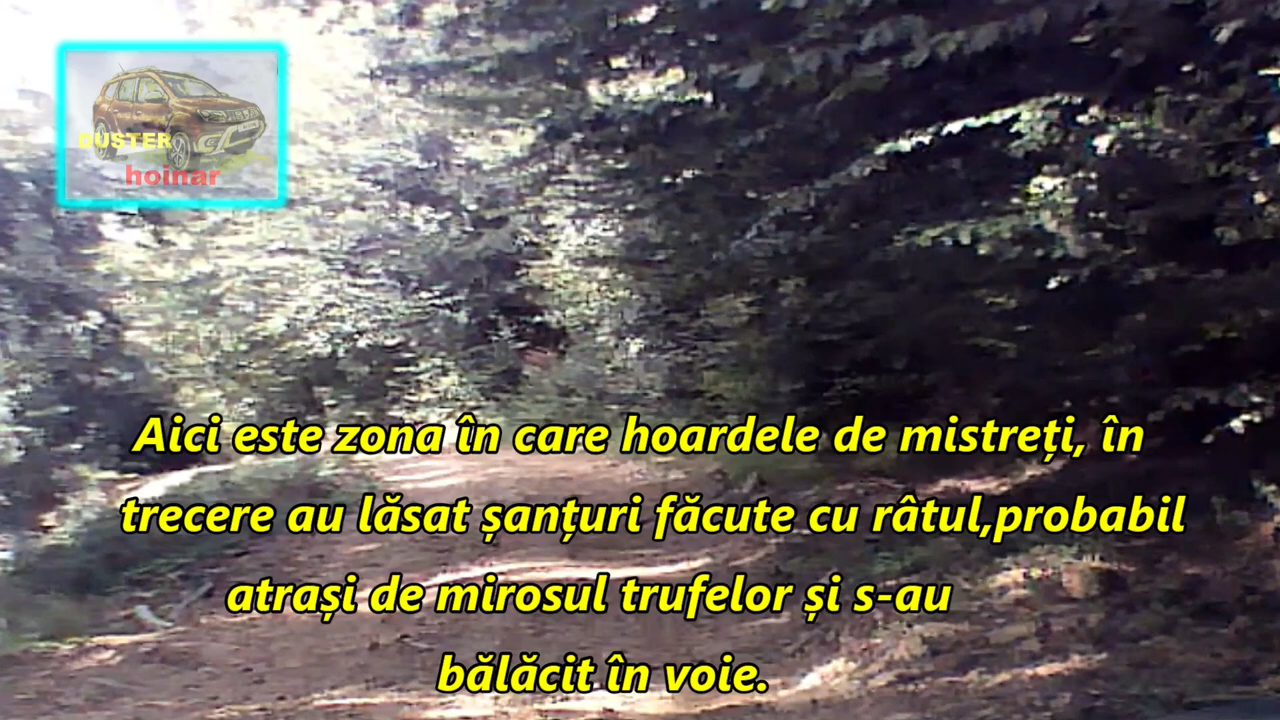 DUSTER
hoinar
Aici este zona în care hoardele de mistreți, în
trecere au lăsat șanțuri făcute cu râtul,probabil
atrași de mirosul trufelor și s-au
bălăcit în voie.